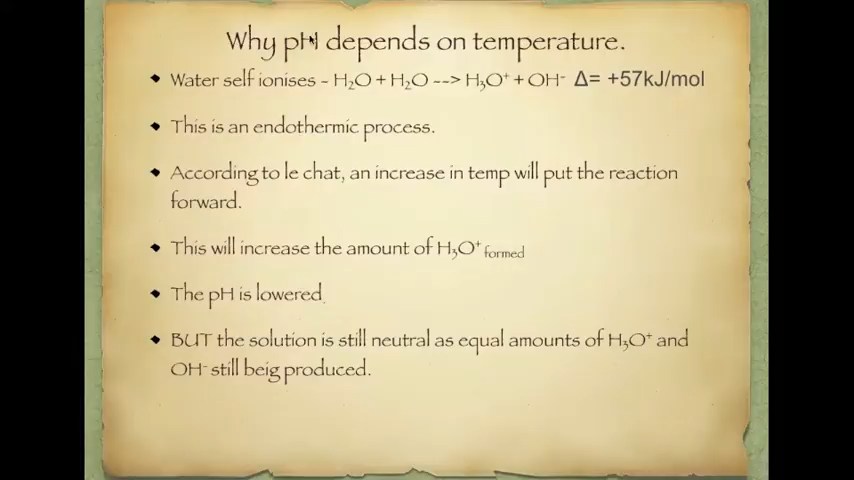 Why pH depends on temperature.
Water self ionises - H₂O + H₂O --> H₃O⁺ + OH⁻ Δ= +57kJ/mol
This is an endothermic process.
According to le chat, an increase in temp will put the reaction
forward.
This will increase the amount of H₃O⁺ formed
The pH is lowered.
BUT the solution is still neutral as equal amounts of H₃O⁺ and
OH⁻ still beig produced.